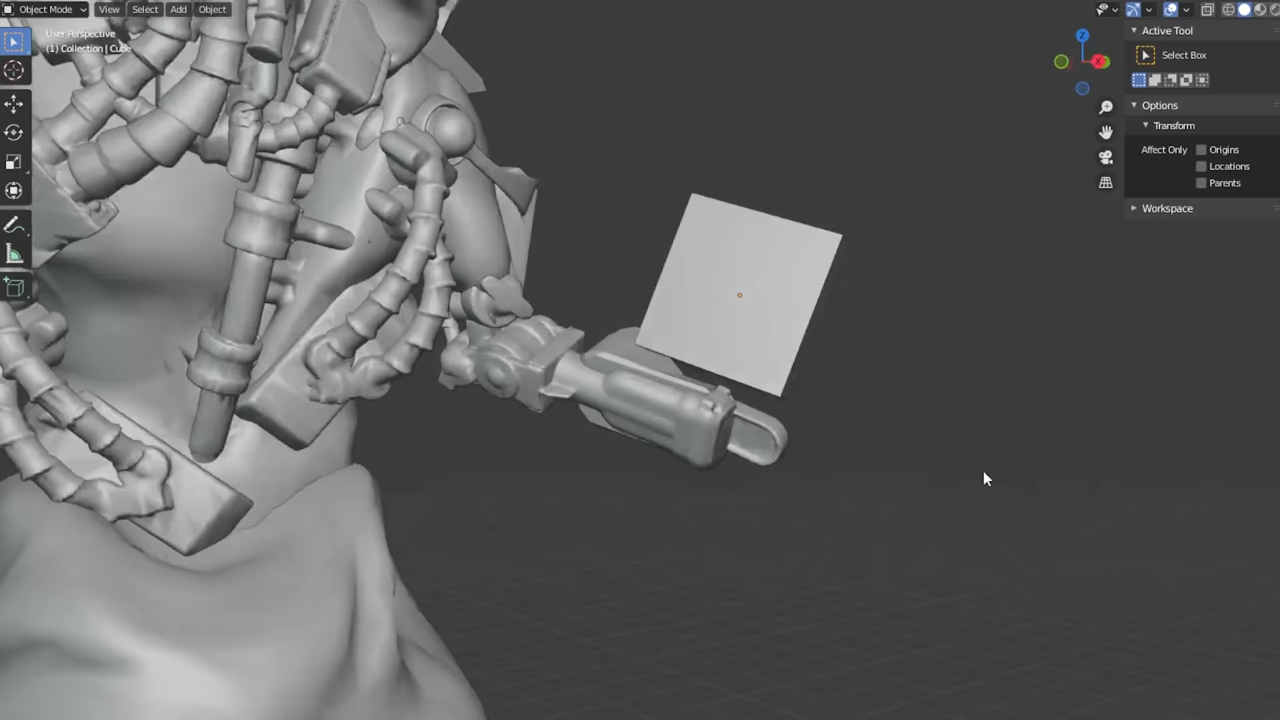 Object Mode View Select Add Object
User Perspective
(1) Collection | Cube
Z
X
Active Tool
Select Box
Options
Transform
Affect Only Origins
Locations
Parents
Workspace